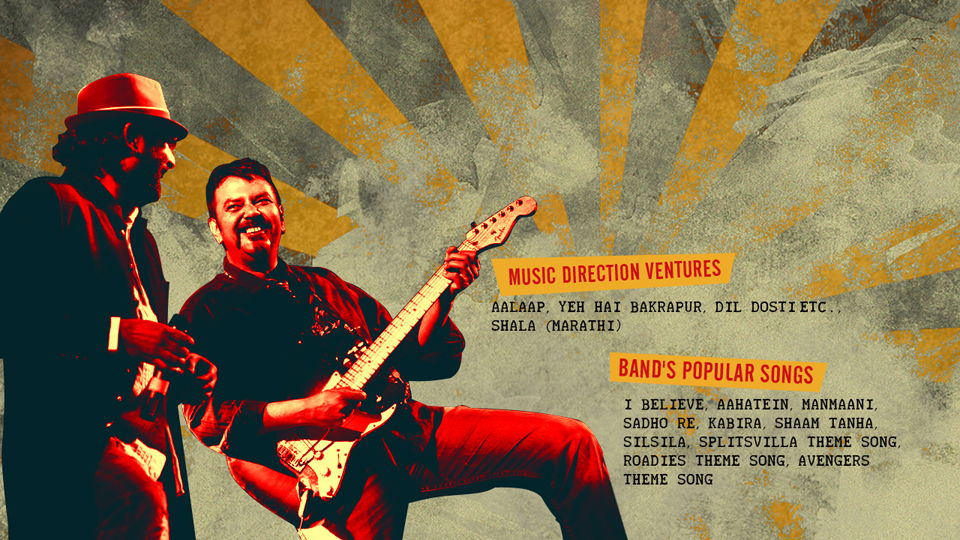 MUSIC DIRECTION VENTURES
AALAAP, YEH HAI BAKRAPUR, DIL DOSTI ETC.,
SHALA (MARATHI)
BAND'S POPULAR SONGS
I BELIEVE, AAHATEIN, MANMAANI,
SADHO RE, KABIRA, SHAAM TANHA,
SILSILA, SPLITSVILLA THEME SONG,
ROADIES THEME SONG, AVENGERS
THEME SONG